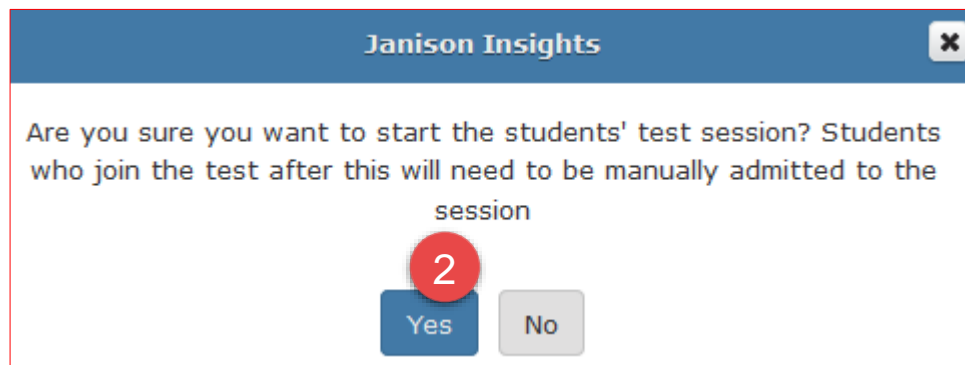 Janison Insights
Are you sure you want to start the students' test session? Students
who join the test after this will need to be manually admitted to the
session
2
Yes No